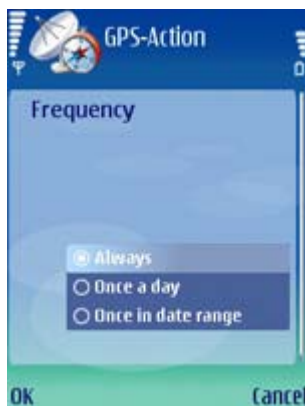 GPS-Action
Frequency
Always
Once a day
Once in date range
OK Cancel